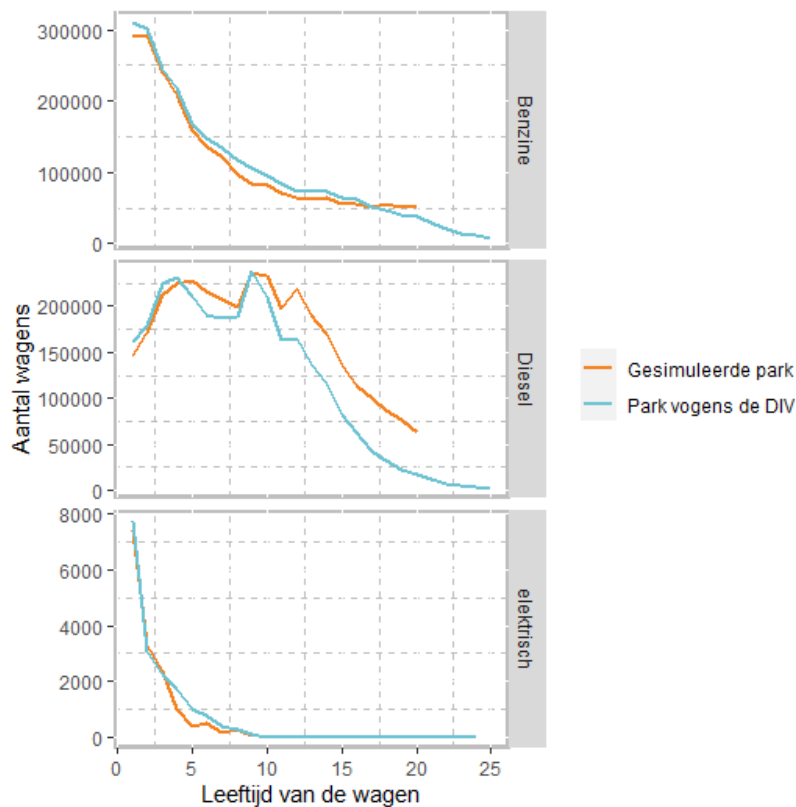 300000
200000
100000
0
Benzine
200000
150000
100000
50000
0
Diesel
8000
6000
4000
2000
0
elektrisch
0 5 10 15 20 25
Leeftijd van de wagen
Aantal wagens
Gesimuleerde park
Park vogens de DIV